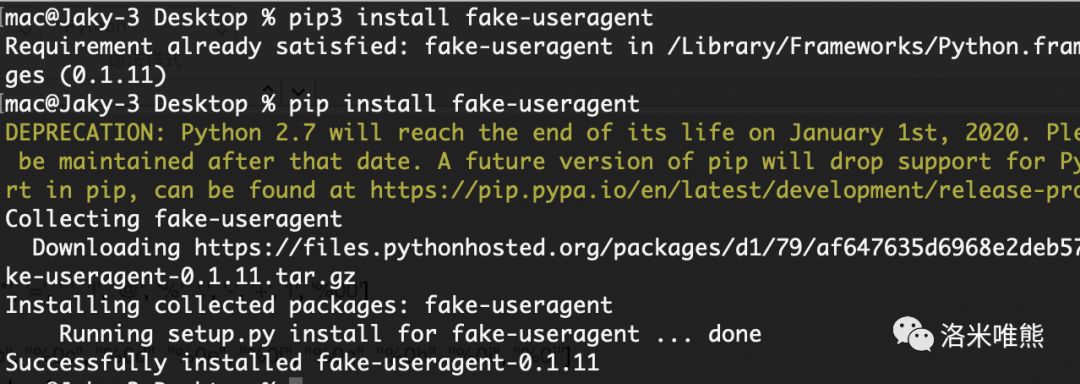 mac@Jaky-3 Desktop % pip3 install fake-useragent
Requirement already satisfied: fake-useragent in /Library/Frameworks/Python.fram
ges (0.1.11)
mac@Jaky-3 Desktop % pip install fake-useragent
DEPRECATION: Python 2.7 will reach the end of its life on January 1st, 2020. Ple
be maintained after that date. A future version of pip will drop support for Py
rt in pip, can be found at https://pip.pypa.io/en/latest/development/release-pro
Collecting fake-useragent
Downloading https://files.pythonhosted.org/packages/d1/79/af647635d6968e2deb57
ke-useragent-0.1.11.tar.gz
Installing collected packages: fake-useragent
Running setup.py install for fake-useragent ... done
Successfully installed fake-useragent-0.1.11
洛米唯熊